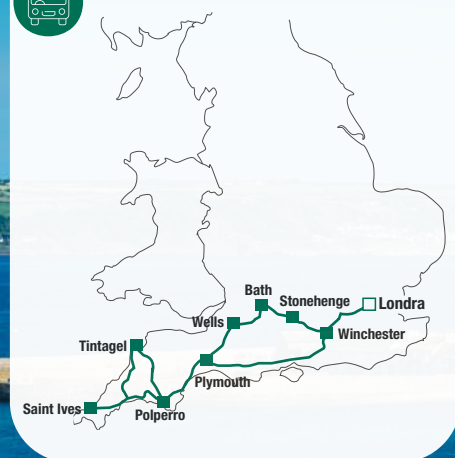 Bath
Stonehenge
Londra
Wells
Winchester
Tintagel
Plymouth
Saint Ives
Polperro